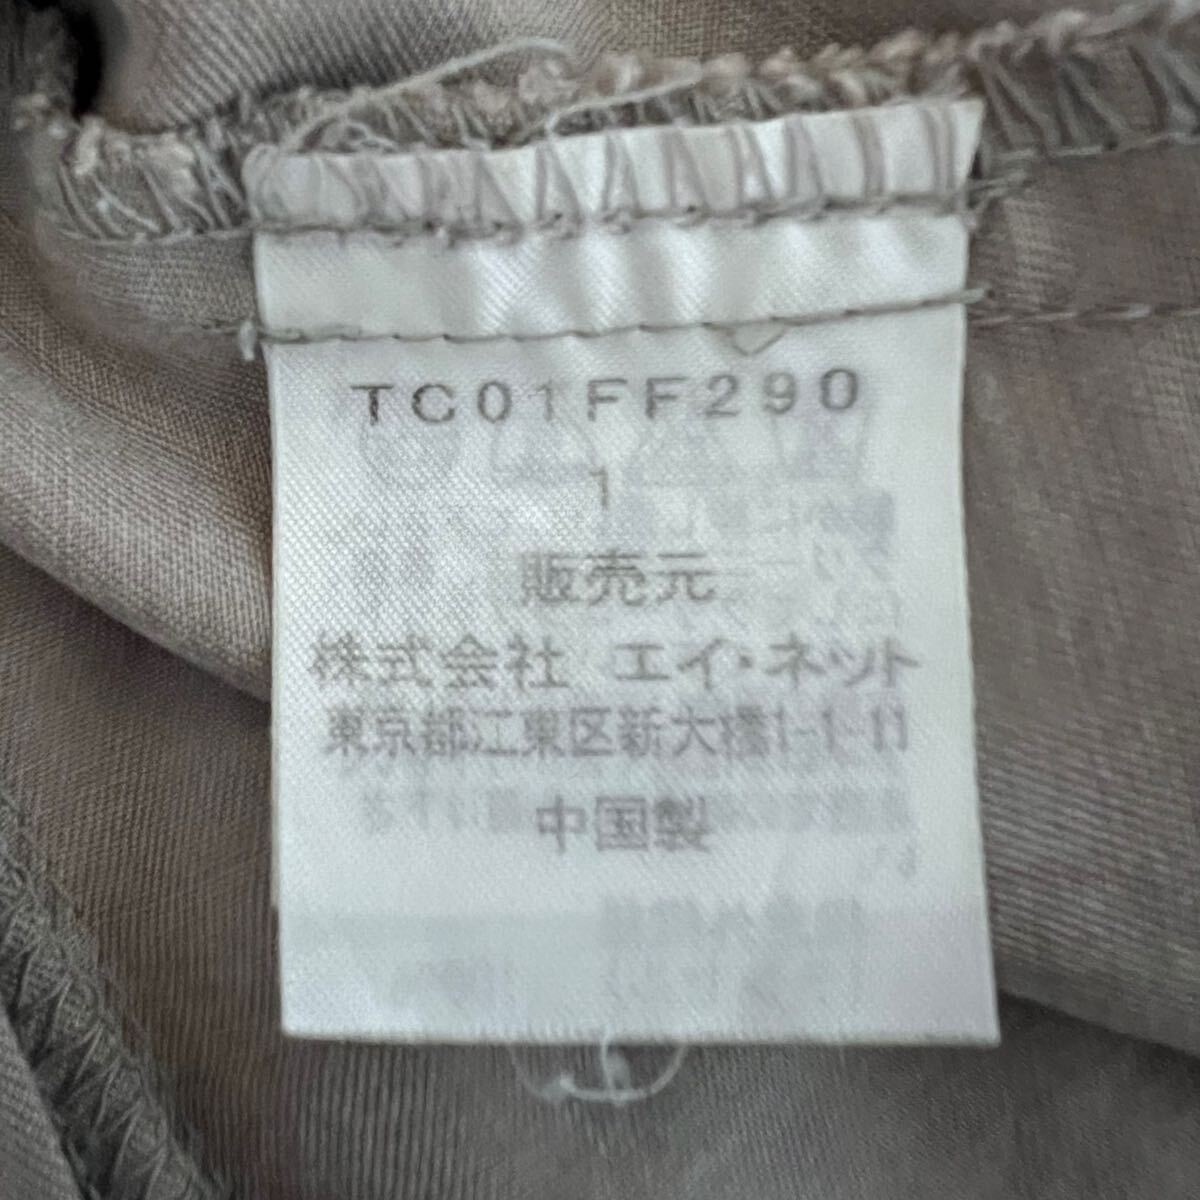 TC01FF290
1
販売元
株式会社 エイ・ネット
東京都江東区新大橋1-1-11
中国製